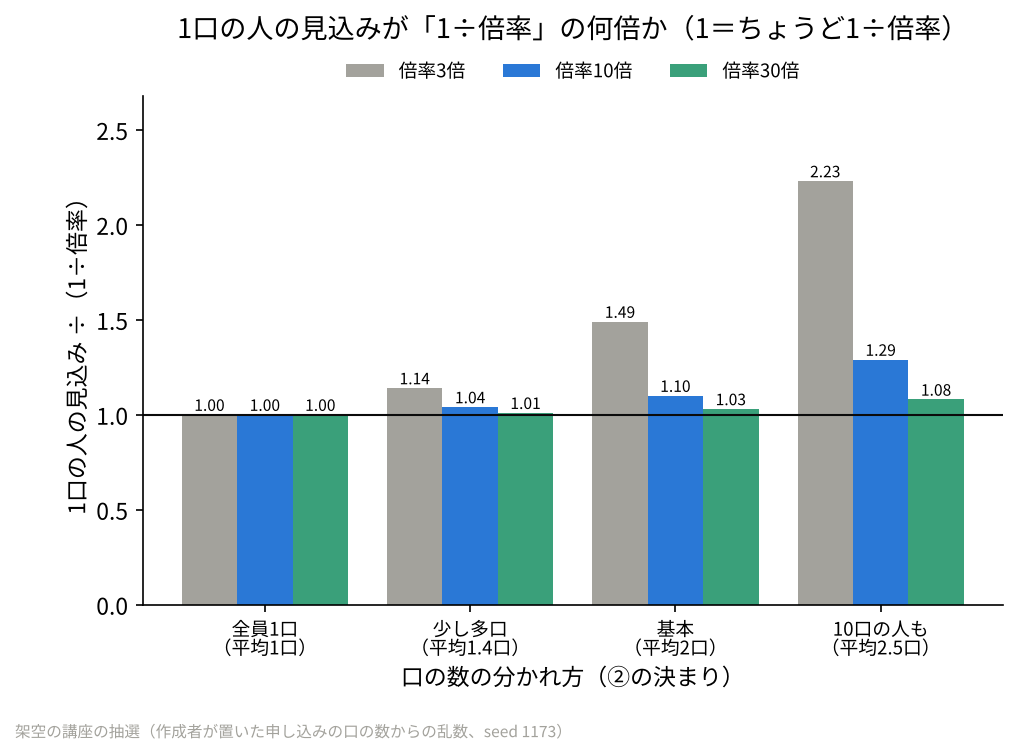 1口の人の見込みが「1÷倍率」の何倍か（1＝ちょうど1÷倍率）
倍率3倍 倍率10倍 倍率30倍
1口の人の見込み ÷（1÷倍率）
2.5
2.0
1.5
1.0
0.5
0.0
1.00 1.00 1.00
1.14 1.04 1.01
1.49 1.10 1.03
2.23 1.29 1.08
全員1口
（平均1口）
少し多口
（平均1.4口）
基本
（平均2口）
10口の人も
（平均2.5口）
口の数の分かれ方（②の決まり）
架空の講座の抽選（作成者が置いた申し込みの口の数からの乱数、seed 1173）